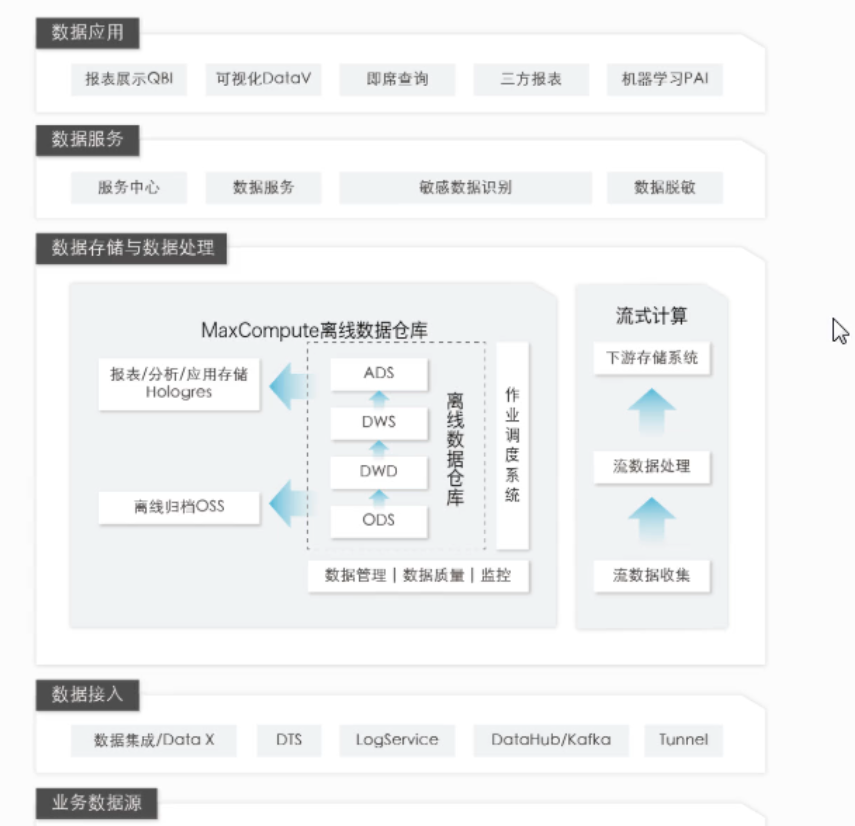 数据应用
报表展示QBI
可视化DataV
即席查询
三方报表
机器学习PAI
数据服务
服务中心
数据服务
敏感数据识别
数据脱敏
数据存储与数据处理
MaxCompute离线数据仓库
报表/分析/应用存储
Hologres
离线归档OSS
ADS
DWS
DWD
ODS
离线数据仓库
作业调度系统
数据管理|数据质量|监控
流式计算
下游存储系统
流数据处理
流数据收集
数据接入
数据集成/Data X
DTS
LogService
DataHub/Kafka
Tunnel
业务数据源